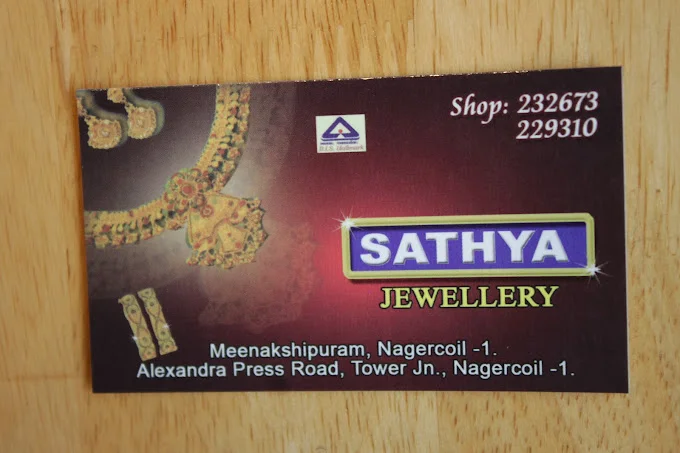 Shop: 232673
229310
SATHYA
JEWELLERY
Meenakshipuram, Nagercoil -1.
Alexandra Press Road, Tower Jn., Nagercoil -1.